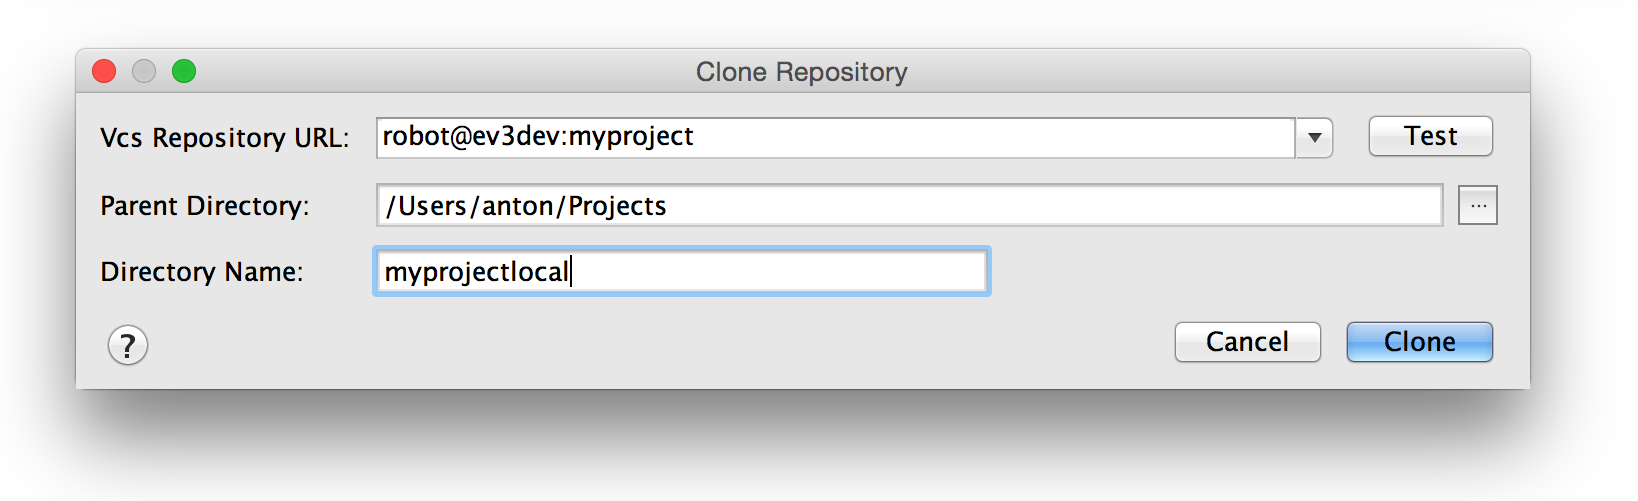 Clone Repository
Vcs Repository URL: robot@ev3dev:myproject Test
Parent Directory: /Users/anton/Projects ...
Directory Name: myprojectlocal
? Cancel Clone